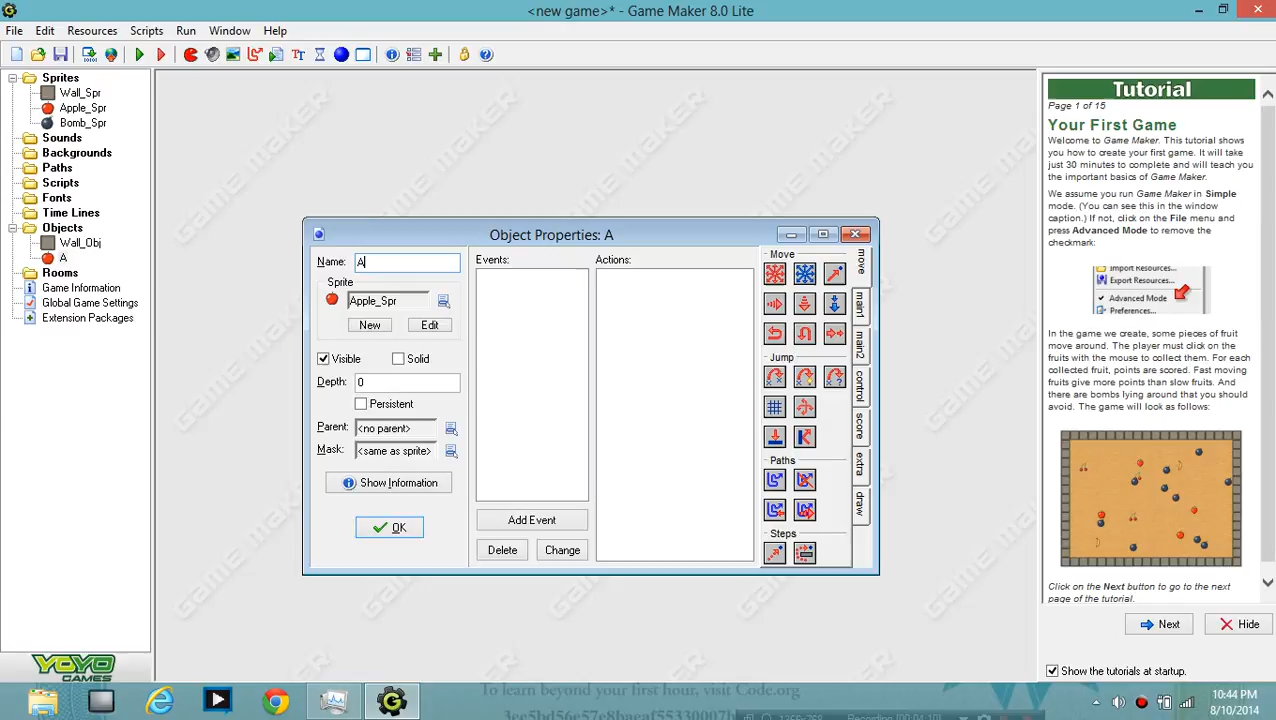 <new game>* - Game Maker 8.0 Lite
File Edit Resources Scripts Run Window Help
Sprites
Wall_Spr
Apple_Spr
Bomb_Spr
Sounds
Backgrounds
Paths
Scripts
Fonts
Time Lines
Objects
Wall_Obj
A
Rooms
Game Information
Global Game Settings
Extension Packages
YOYO
GAMES
Object Properties: A
Name: A
Sprite
Apple_Spr
New Edit
Visible Solid
Depth: 0
Persistent
Parent: <no parent>
Mask: <same as sprite>
Show Information
OK
Events:
Add Event
Delete Change
Actions:
Move
Jump
Paths
Steps
move
main1
main2
control
score
extra
draw
Tutorial
Page 1 of 15
Your First Game
Welcome to Game Maker. This tutorial shows
you how to create your first game. It will take
just 30 minutes to complete and will teach you
the important basics of Game Maker.
We assume you run Game Maker in Simple
mode. (You can see this in the window
caption.) If not, click on the File menu and
press Advanced Mode to remove the
checkmark:
Import Resources...
Export Resources...
Advanced Mode
Preferences...
In the game we create, some pieces of fruit
move around. The player must click on the
fruits with the mouse to collect them. For each
collected fruit, points are scored. Fast moving
fruits give more points than slow fruits. And
there are bombs lying around that you should
avoid. The game will look as follows:
Click on the Next button to go to the next
page of the tutorial.
Next Hide
Show the tutorials at startup.
To learn beyond your first hour, visit Code.org
10:44 PM
8/10/2014